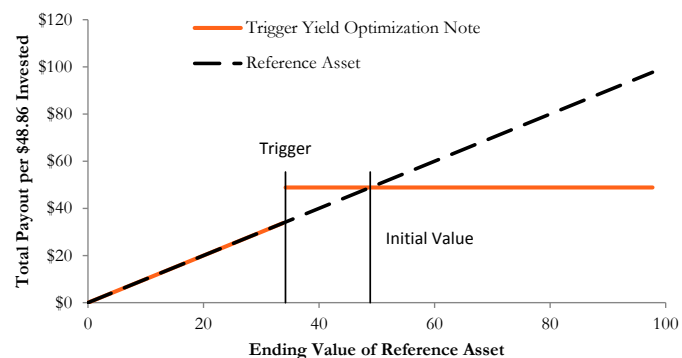 Total Payout per $48.86 Invested
$120
$100
$80
$60
$40
$20
$0
Trigger Yield Optimization Note
Reference Asset
Trigger
Initial Value
0 20 40 60 80 100
Ending Value of Reference Asset